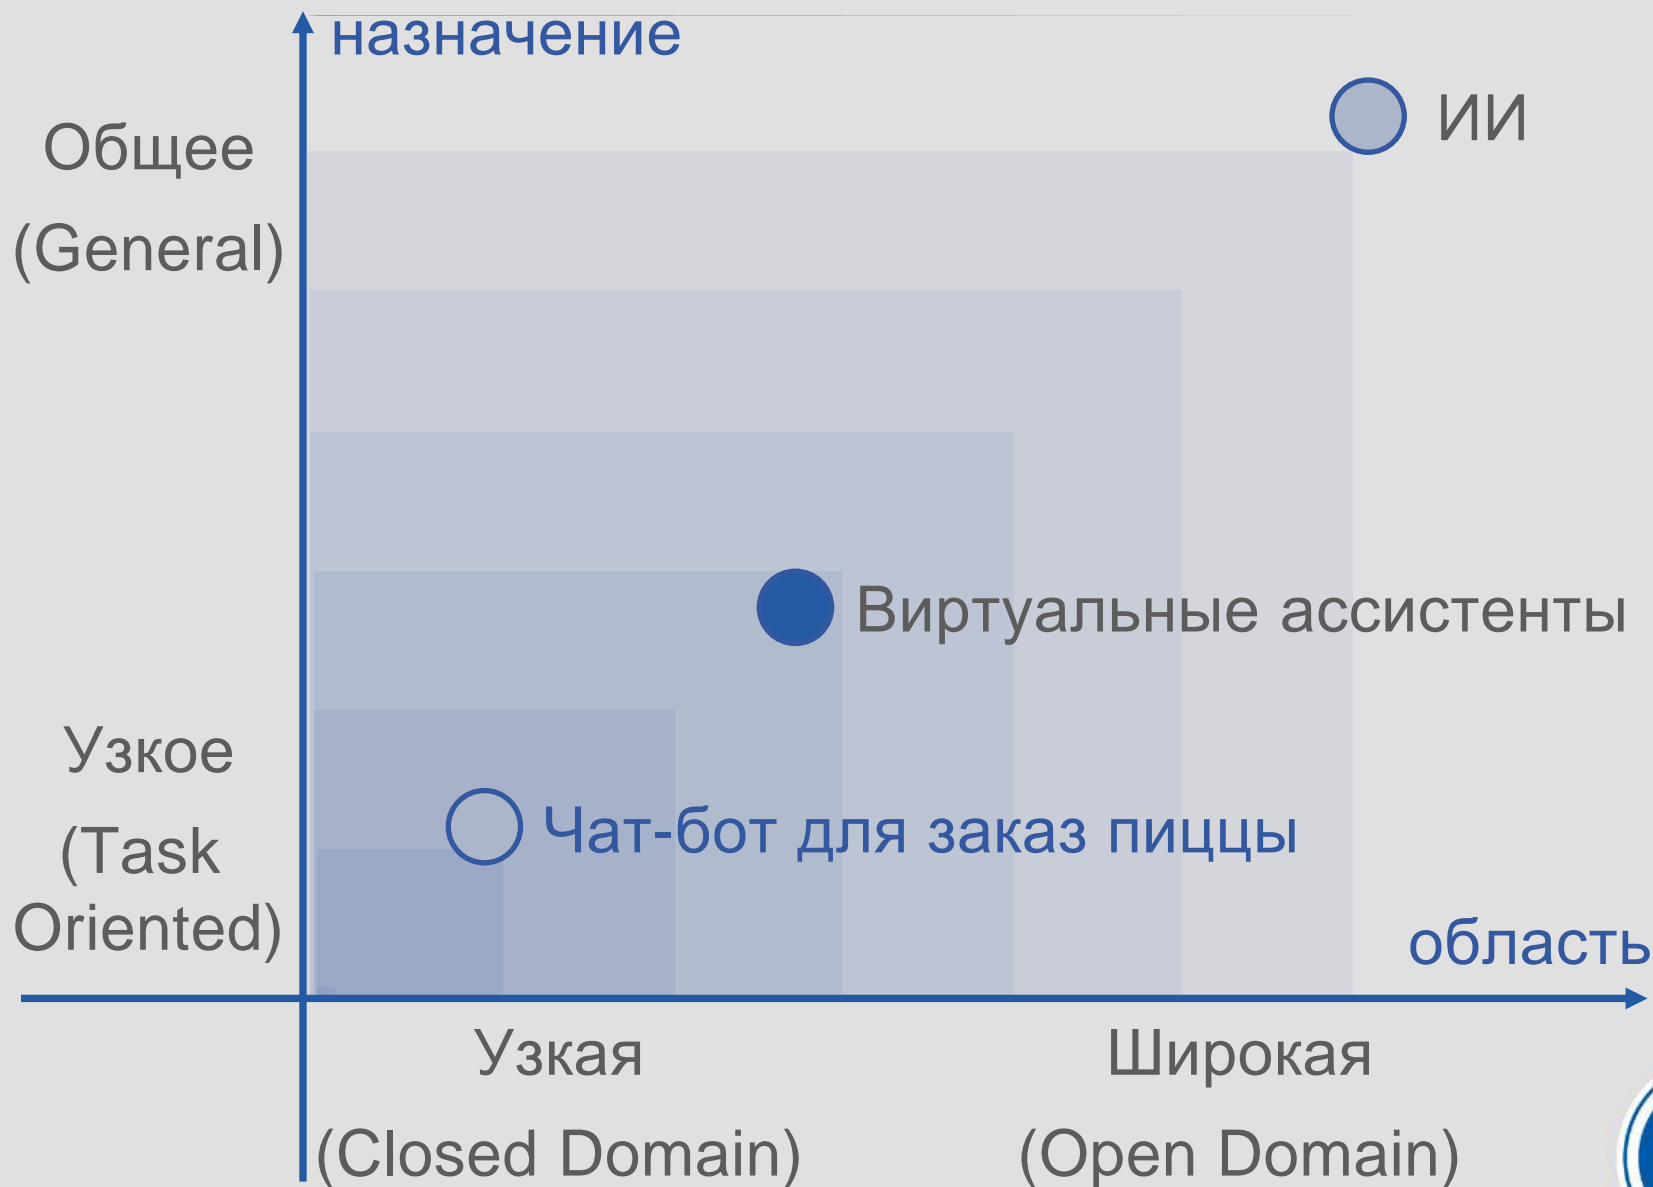 назначение
ИИ
Общее
(General)
Виртуальные ассистенты
Узкое
(Task
Oriented)
Чат-бот для заказ пиццы
область
Узкая
(Closed Domain)
Широкая
(Open Domain)